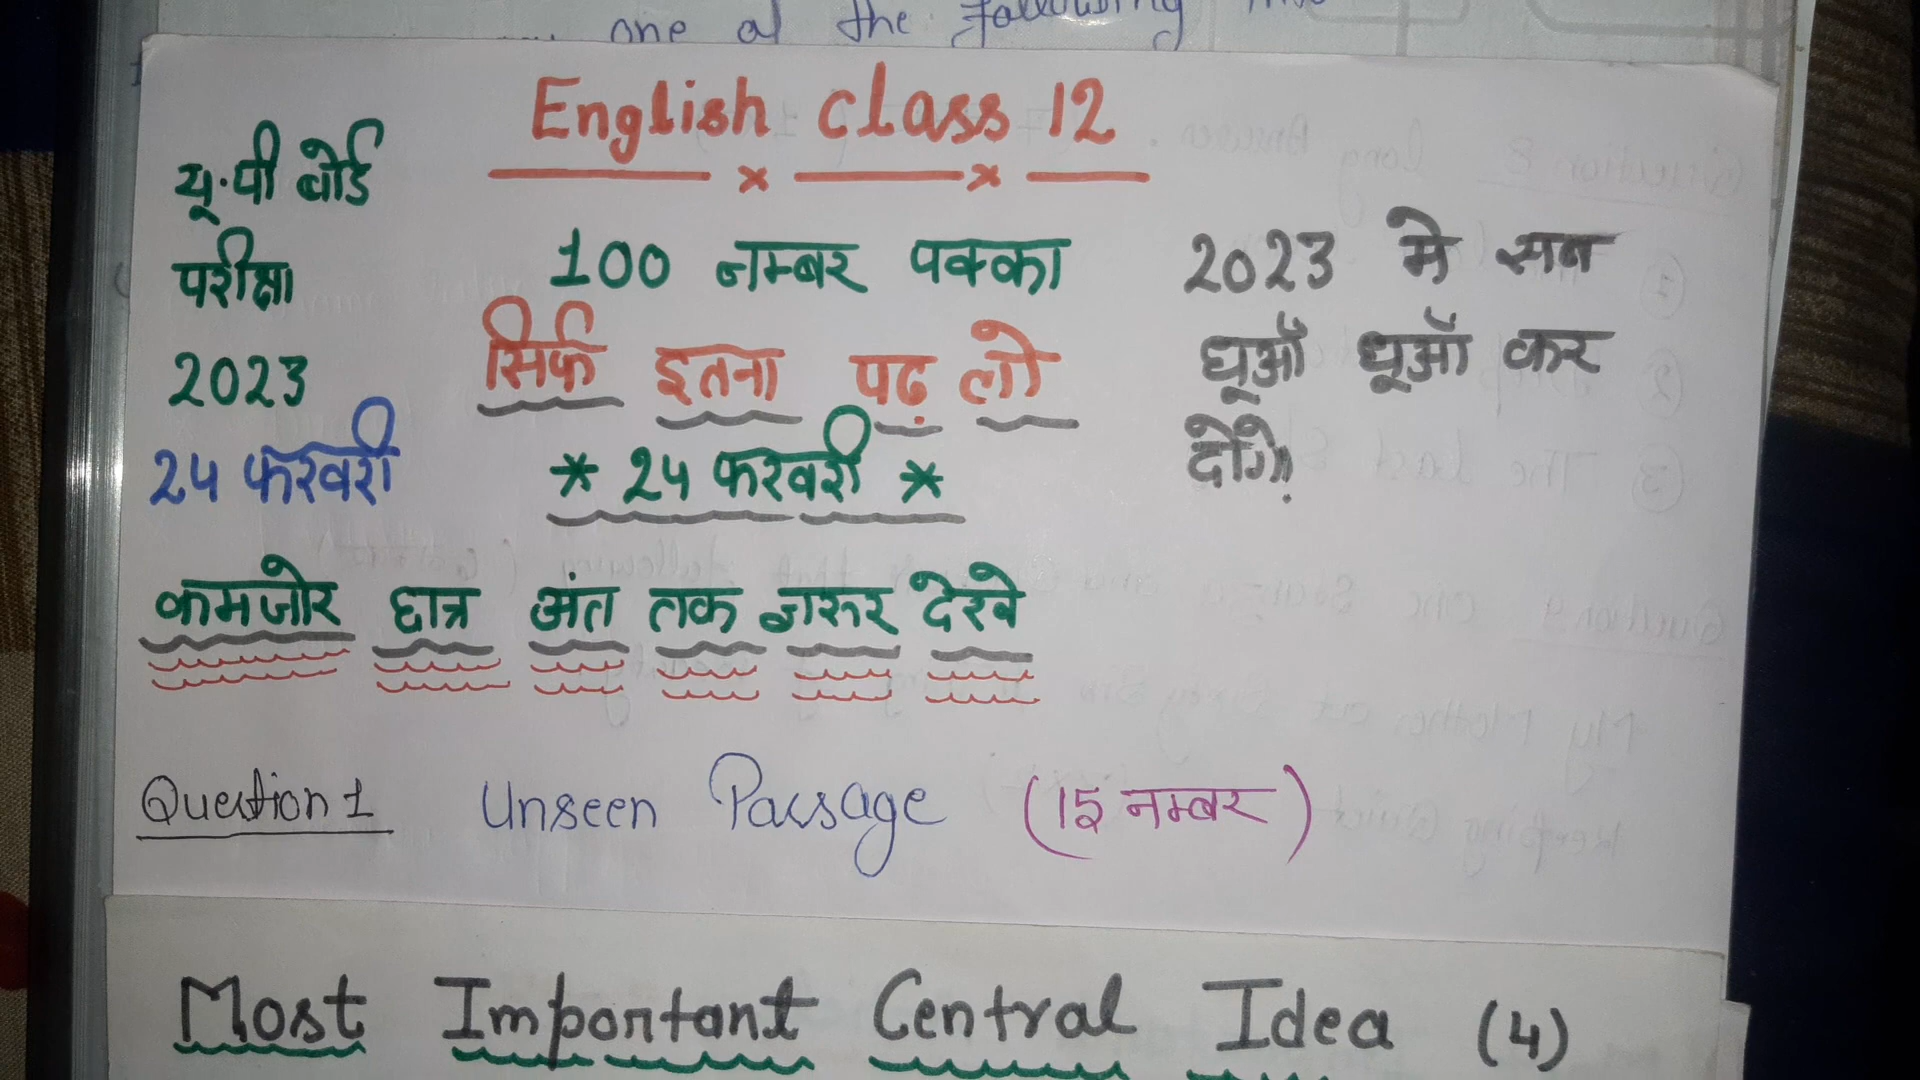 one of the following
English class 12
यू.पी बोर्ड
परीक्षा
2023
24 फरवरी
100 नम्बर पक्का
सिर्फ इतना पढ़ लो
* 24 फरवरी *
2023 मे सब
धूआँ धूआँ कर
दोगे।
कमजोर छात्र अंत तक जरूर देखे
Question 1 Unseen Passage (15 नम्बर)
Most Important Central Idea (4)